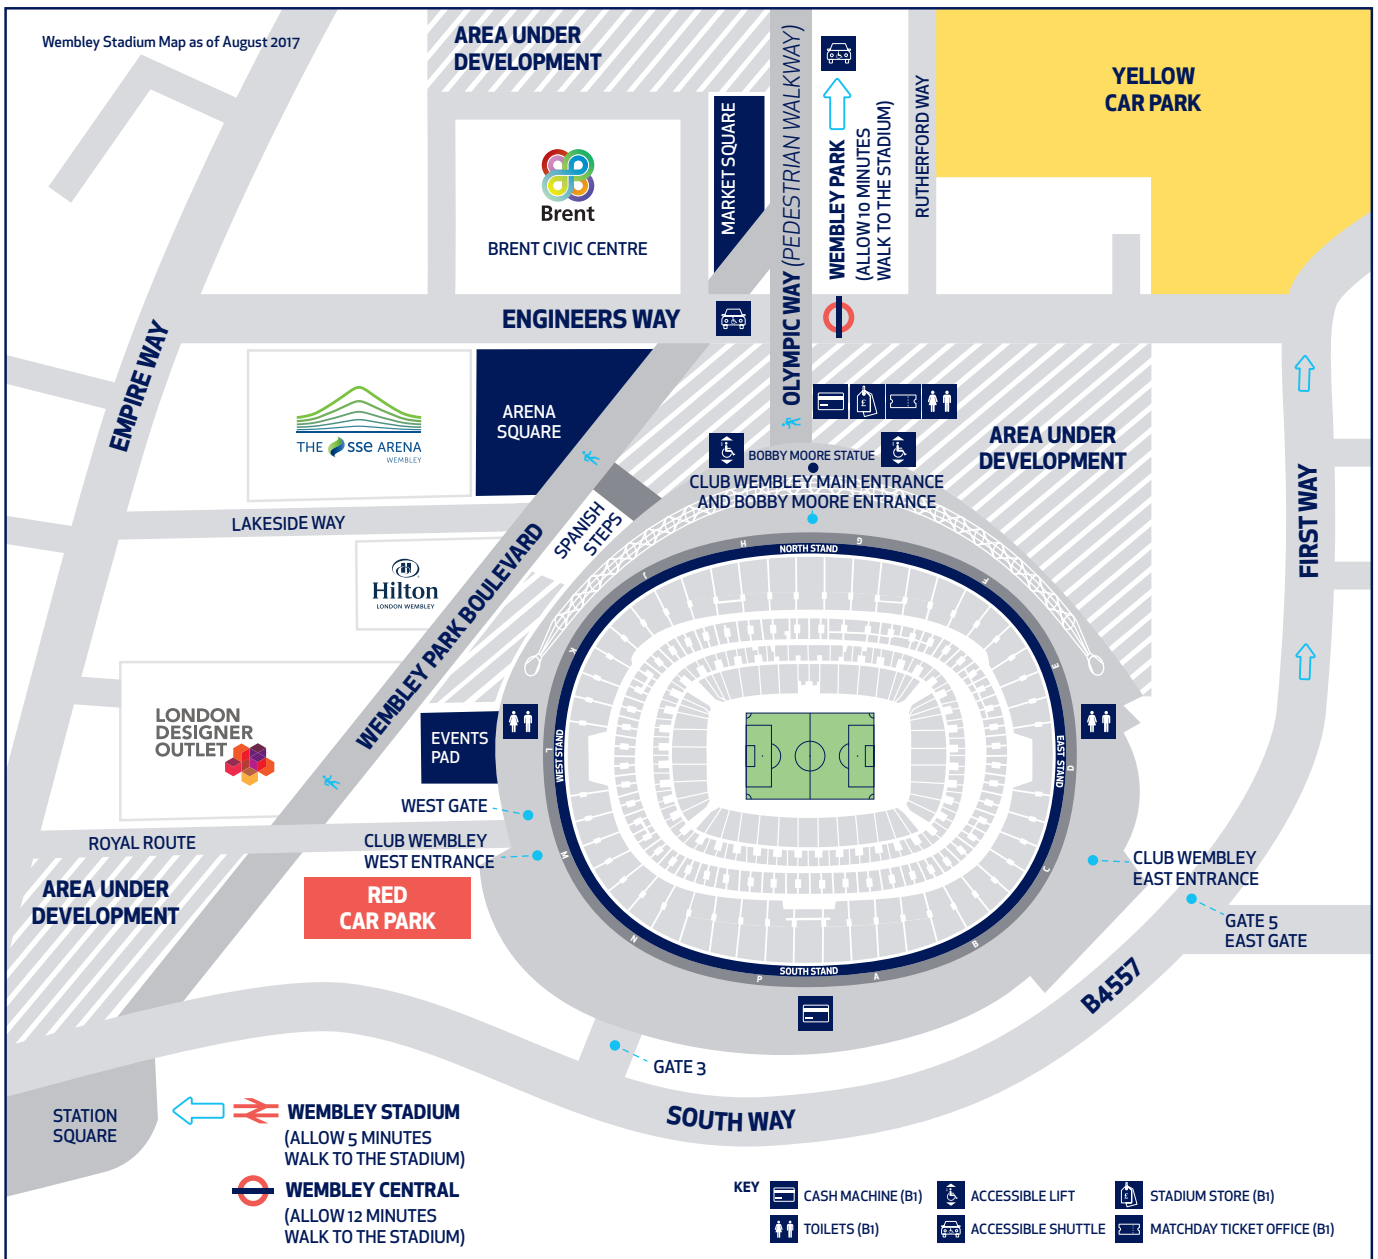 Wembley Stadium Map as of August 2017
AREA UNDER
DEVELOPMENT
YELLOW
CAR PARK
MARKET SQUARE
OLYMPIC WAY (PEDESTRIAN WALKWAY)
WEMBLEY PARK
(ALLOW 10 MINUTES
WALK TO THE STADIUM)
RUTHERFORD WAY
Brent
BRENT CIVIC CENTRE
ENGINEERS WAY
EMPIRE WAY
THE sse ARENA
WEMBLEY
ARENA
SQUARE
£
AREA UNDER
DEVELOPMENT
BOBBY MOORE STATUE
CLUB WEMBLEY MAIN ENTRANCE
AND BOBBY MOORE ENTRANCE
LAKESIDE WAY
SPANISH
STEPS
FIRST WAY
H
Hilton
LONDON WEMBLEY
WEMBLEY PARK BOULEVARD
NORTH STAND
H
G
J
F
K
E
L
D
M
C
N
B
P
A
WEST STAND
EAST STAND
SOUTH STAND
LONDON
DESIGNER
OUTLET
EVENTS
PAD
WEST GATE
ROYAL ROUTE
CLUB WEMBLEY
WEST ENTRANCE
CLUB WEMBLEY
EAST ENTRANCE
AREA UNDER
DEVELOPMENT
RED
CAR PARK
GATE 5
EAST GATE
B4557
GATE 3
SOUTH WAY
STATION
SQUARE
WEMBLEY STADIUM
(ALLOW 5 MINUTES
WALK TO THE STADIUM)
WEMBLEY CENTRAL
(ALLOW 12 MINUTES
WALK TO THE STADIUM)
KEY
CASH MACHINE (B1)
ACCESSIBLE LIFT
£
STADIUM STORE (B1)
TOILETS (B1)
ACCESSIBLE SHUTTLE
MATCHDAY TICKET OFFICE (B1)